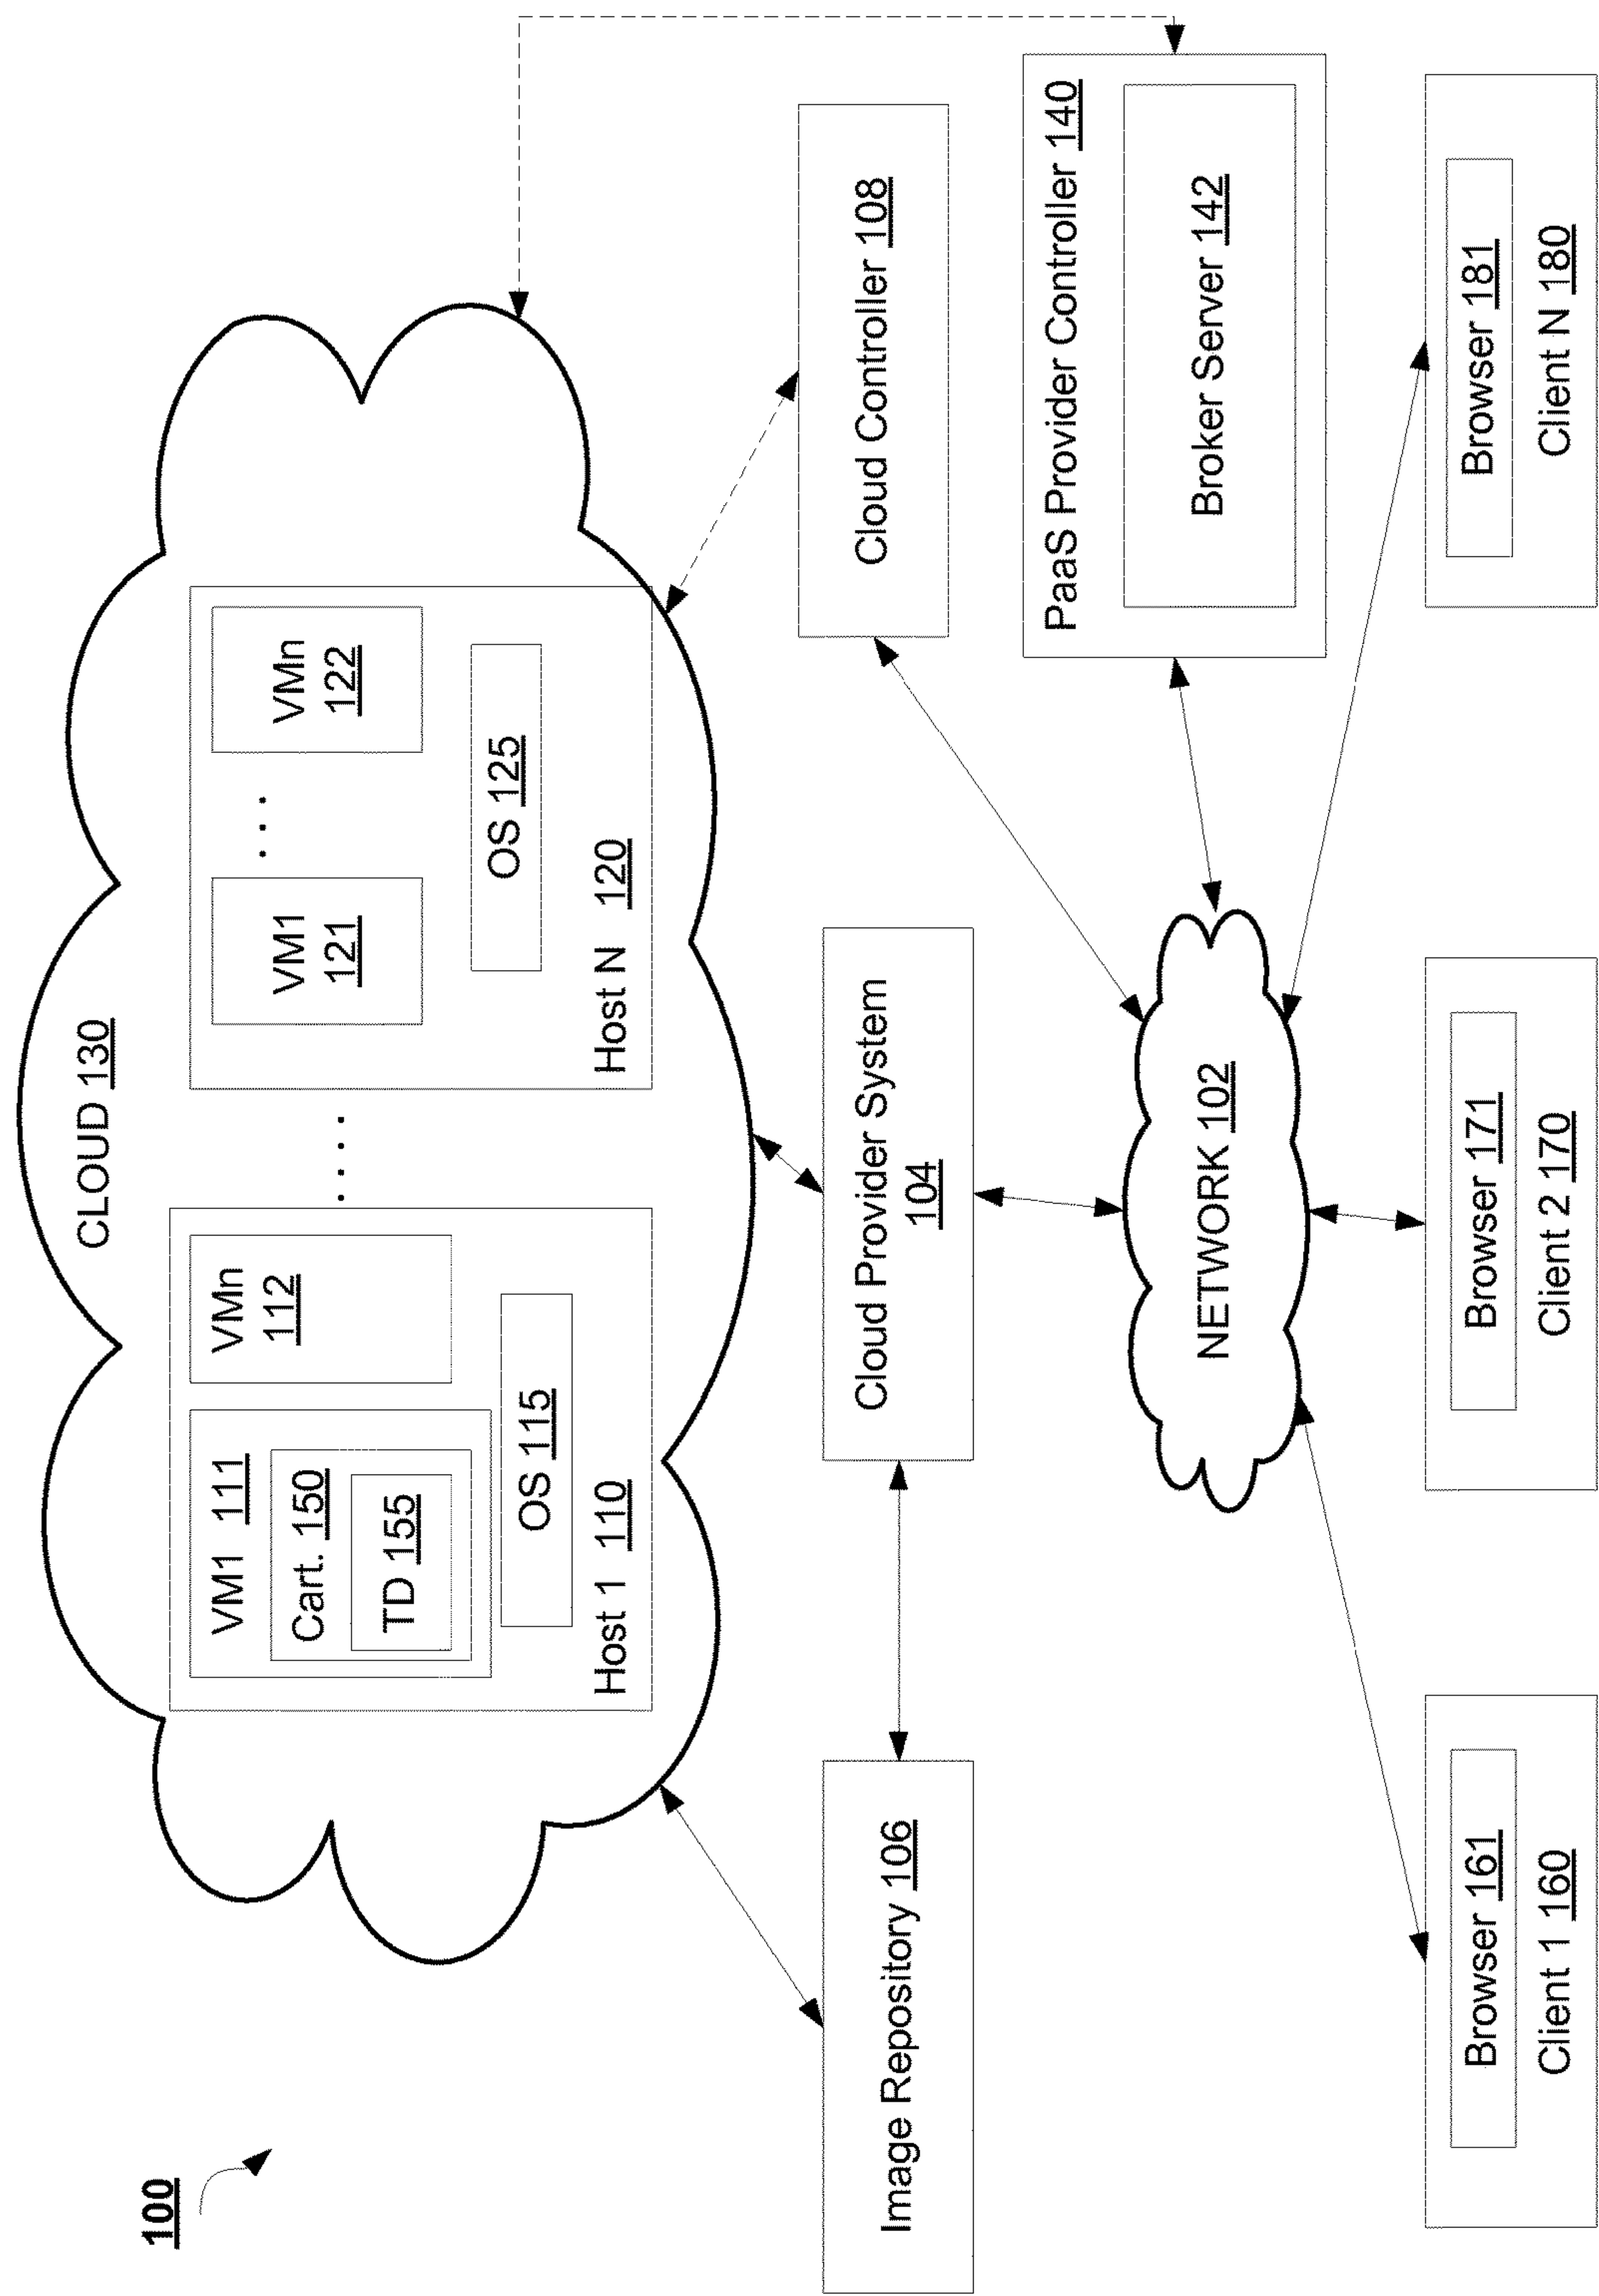 100
CLOUD 130
VM1 111
Cart. 150
TD 155
VMn
112
OS 115
Host 1 110
. . . .
VM1
121
. . .
VMn
122
OS 125
Host N 120
Image Repository 106
Cloud Provider System
104
Cloud Controller 108
PaaS Provider Controller 140
Broker Server 142
NETWORK 102
Browser 161
Client 1 160
Browser 171
Client 2 170
Browser 181
Client N 180